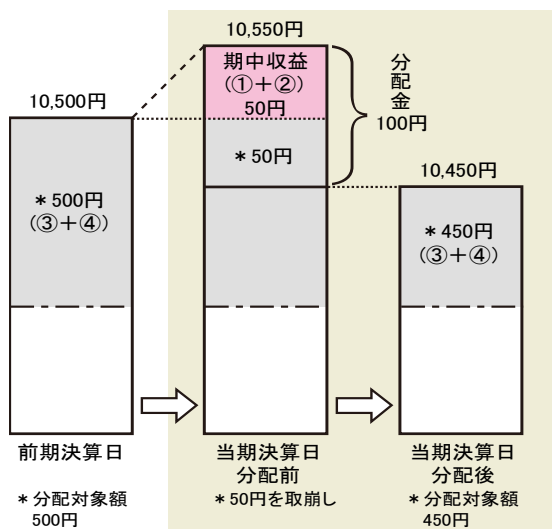 10,550円
期中収益
(①+②)
50円
分配金
100円
10,500円
*50円
10,450円
*500円
(③+④)
*450円
(③+④)
前期決算日
当期決算日
分配前
当期決算日
分配後
*分配対象額
500円
*50円を取崩し
*分配対象額
450円